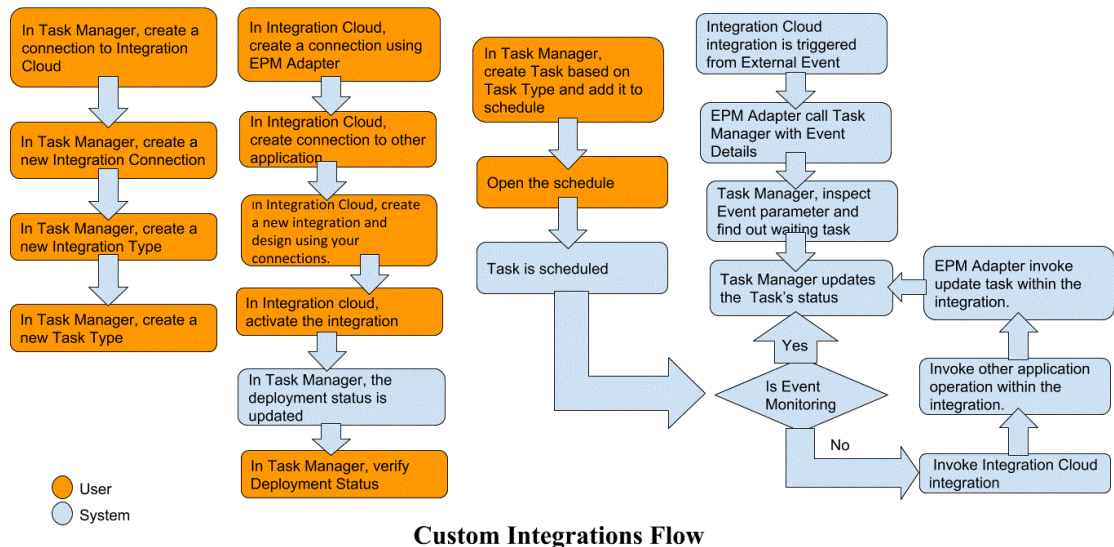 In Task Manager, create a
connection to Integration
Cloud
In Task Manager, create a
new Integration Connection
In Task Manager, create a
new Integration Type
In Task Manager, create a
new Task Type
In Integration Cloud,
create a connection using
EPM Adapter
In Integration Cloud,
create connection to other
application
In Integration Cloud, create
a new integration and
design using your
connections.
In Integration cloud,
activate the integration
In Task Manager, the
deployment status is
updated
In Task Manager, verify
Deployment Status
In Task Manager,
create Task based on
Task Type and add it to
schedule
Open the schedule
Task is scheduled
Integration Cloud
integration is triggered
from External Event
EPM Adapter call Task
Manager with Event
Details
Task Manager, inspect
Event parameter and
find out waiting task
Task Manager updates
the Task's status
Yes
Is Event
Monitoring
No
EPM Adapter invoke
update task within the
integration.
Invoke other application
operation within the
integration.
Invoke Integration Cloud
integration
User
System
Custom Integrations Flow